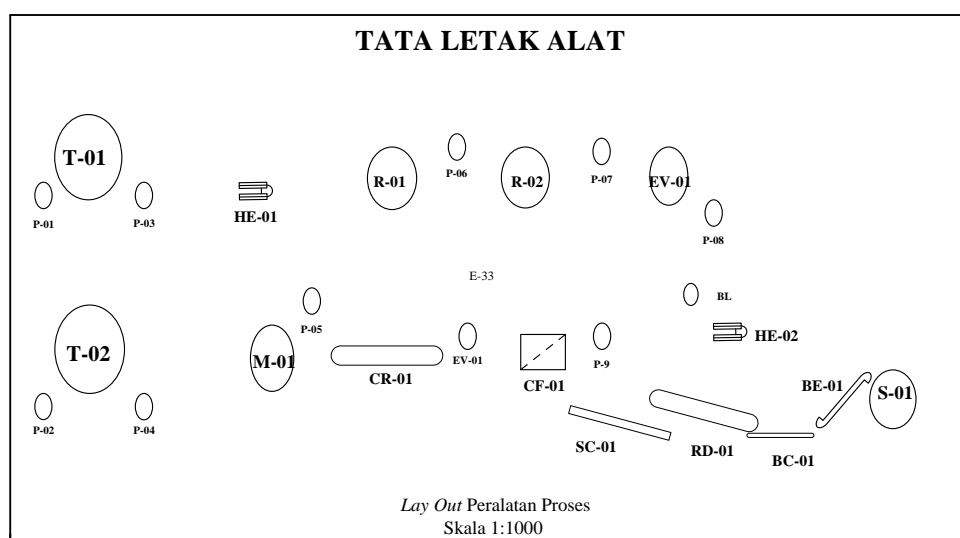 TATA LETAK ALAT
T-01
R-01
P-06
R-02
P-07
EV-01
P-01
P-03
HE-01
P-08
E-33
BL
P-05
HE-02
T-02
M-01
CR-01
EV-01
CF-01
P-9
BE-01
S-01
P-02
P-04
SC-01
RD-01
BC-01
Lay Out Peralatan Proses
Skala 1:1000